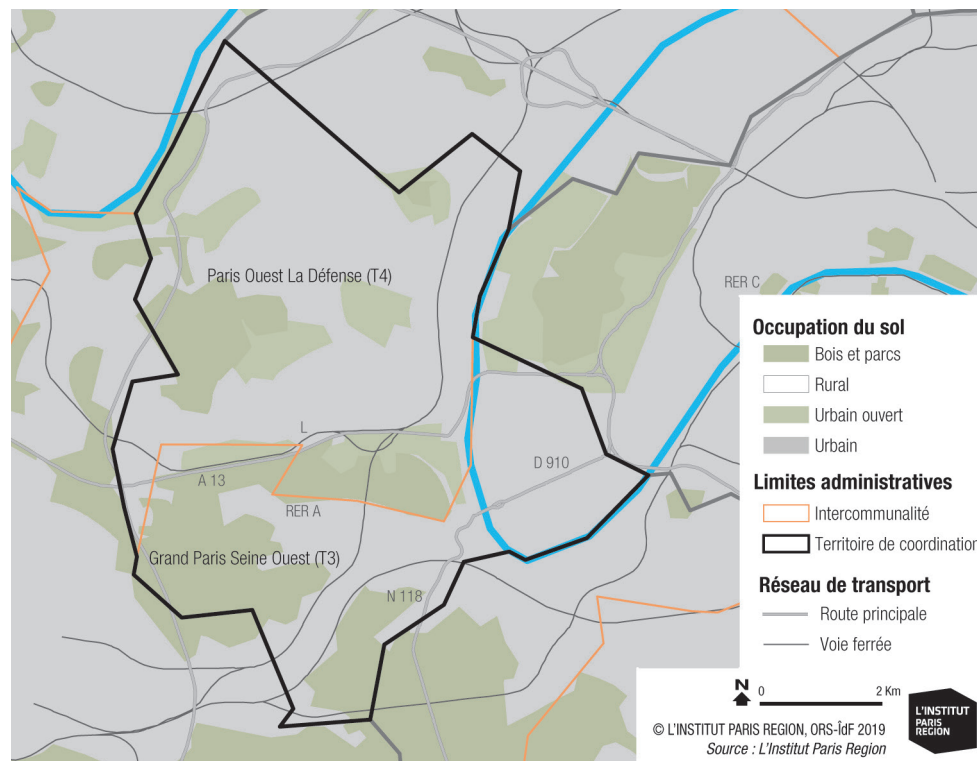 Paris Ouest La Défense (T4)
RER C
L
A 13
RER A
D 910
Grand Paris Seine Ouest (T3)
N 118
Occupation du sol
Bois et parcs
Rural
Urbain ouvert
Urbain
Limites administratives
Intercommunalité
Territoire de coordination
Réseau de transport
Route principale
Voie ferrée
N
0 2 Km
© L'INSTITUT PARIS REGION, ORS-ÎdF 2019
Source : L'Institut Paris Region
L'INSTITUT
PARIS
REGION